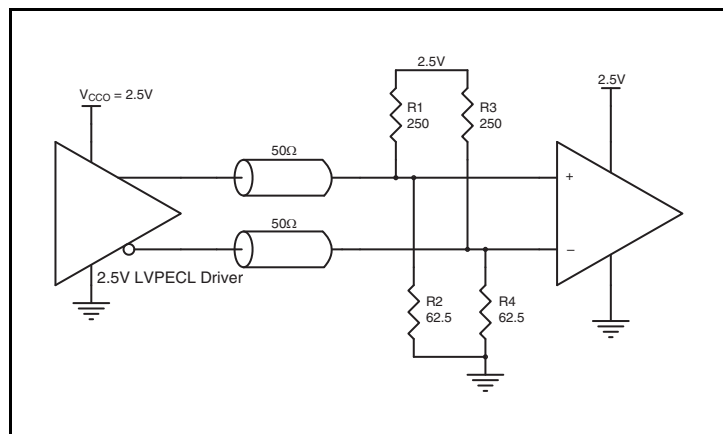 2.5V
2.5V
V_CCO = 2.5V
R1
250
R3
250
50Ω
+
50Ω
–
2.5V LVPECL Driver
R2
62.5
R4
62.5